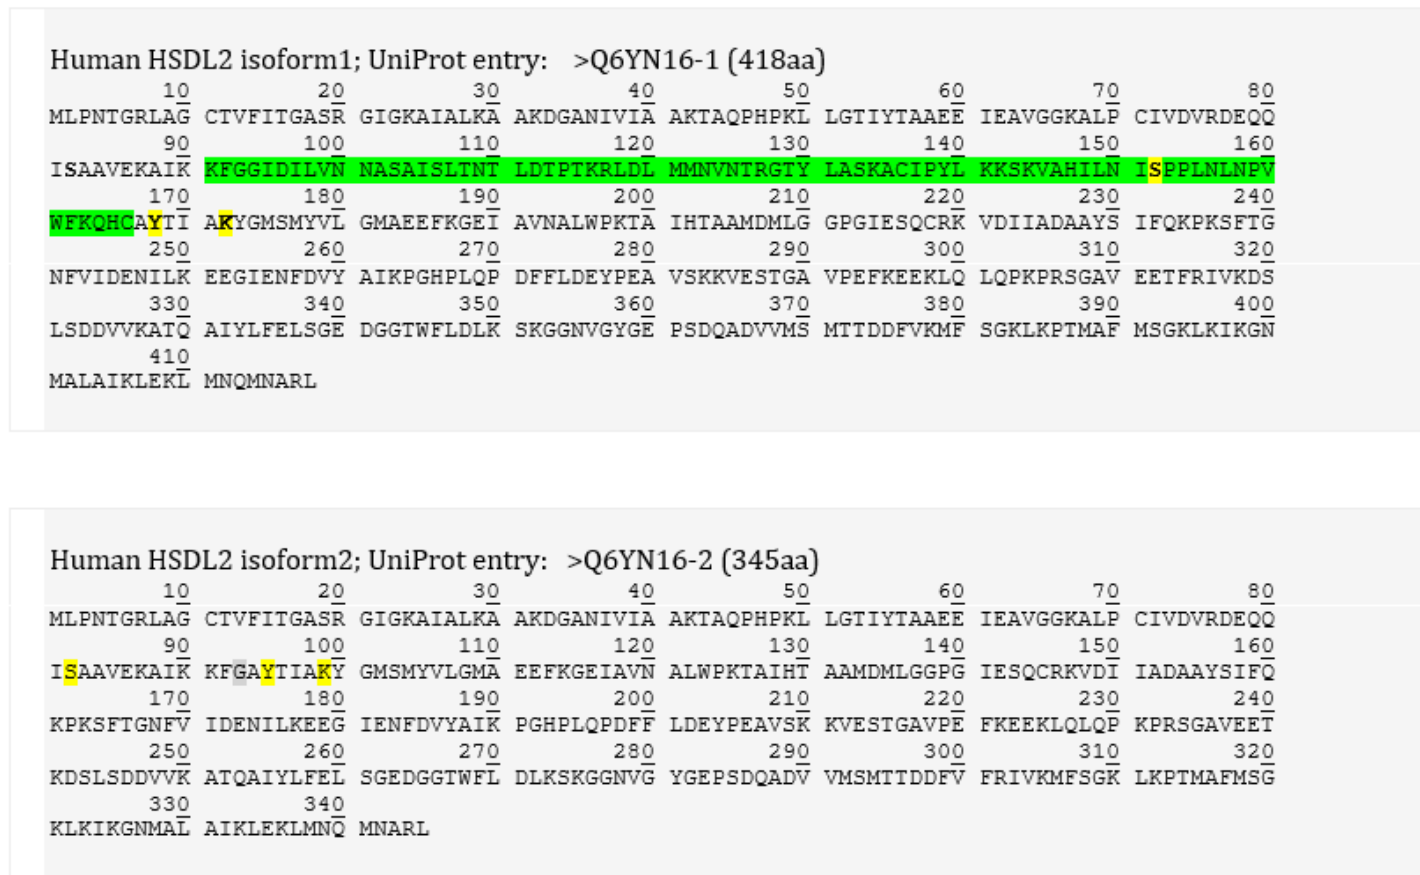 Human HSDL2 isoform1; UniProt entry: >Q6YN16-1 (418aa)
10 20 30 40 50 60 70 80
MLPNTGRLAG CTVFITGASR GIGKAIALKA AKDGANIVIA AKTAQPHPKL LGTIYTAAEE IEAVGGKALP CIVDVRDEQQ
90 100 110 120 130 140 150 160
ISAAVEKAIK KFGGIDILVN NASAISLTNT LDTPTKRLDL MMNVNTRGTY LASKACIPYL KKSKVAHILN ISPPLNLNPV
170 180 190 200 210 220 230 240
WFKQHCAYTI AKYGMSMYVL GMAEEFKGEI AVNALWPKTA IHTAAMDMLG GPGIESQCRK VDIIADAAYS IFQKPKSFTG
250 260 270 280 290 300 310 320
NFVIDENILK EEGIENFDVY AIKPGHPLQP DFFLDEYPEA VSKKVESTGA VPEFKEEKLQ LQPKPRSGAV EETFRIVKDS
330 340 350 360 370 380 390 400
LSDDVVKATQ AIYLFELSGE DGGTWFLDLK SKGGNVGYGE PSDQADVVMS MTTDDFVKMF SGKLKPTMAF MSGKLKIKGN
410
MALAIKLEKL MNQMNARL
Human HSDL2 isoform2; UniProt entry: >Q6YN16-2 (345aa)
10 20 30 40 50 60 70 80
MLPNTGRLAG CTVFITGASR GIGKAIALKA AKDGANIVIA AKTAQPHPKL LGTIYTAAEE IEAVGGKALP CIVDVRDEQQ
90 100 110 120 130 140 150 160
ISAAVEKAIK KFGAYTIAKY GMSMYVLGMA EEFKGEIAVN ALWPKTAIHT AAMDMLGGPG IESQCRKVDI IADAAYSIFQ
170 180 190 200 210 220 230 240
KPKSFTGNFV IDENILKEEG IENFDVYAIK PGHPLQPDFF LDEYPEAVSK KVESTGAVPE FKEEKLQLQP KPRSGAVEET
250 260 270 280 290 300 310 320
KDSLSDDVVK ATQAIYLFEL SGEDGGTWFL DLKSKGGNVG YGEPSDQADV VMSMTTDDFV FRIVKMFSGK LKPTMAFMSG
330 340
KLKIKGNMAL AIKLEKLMNQ MNARL